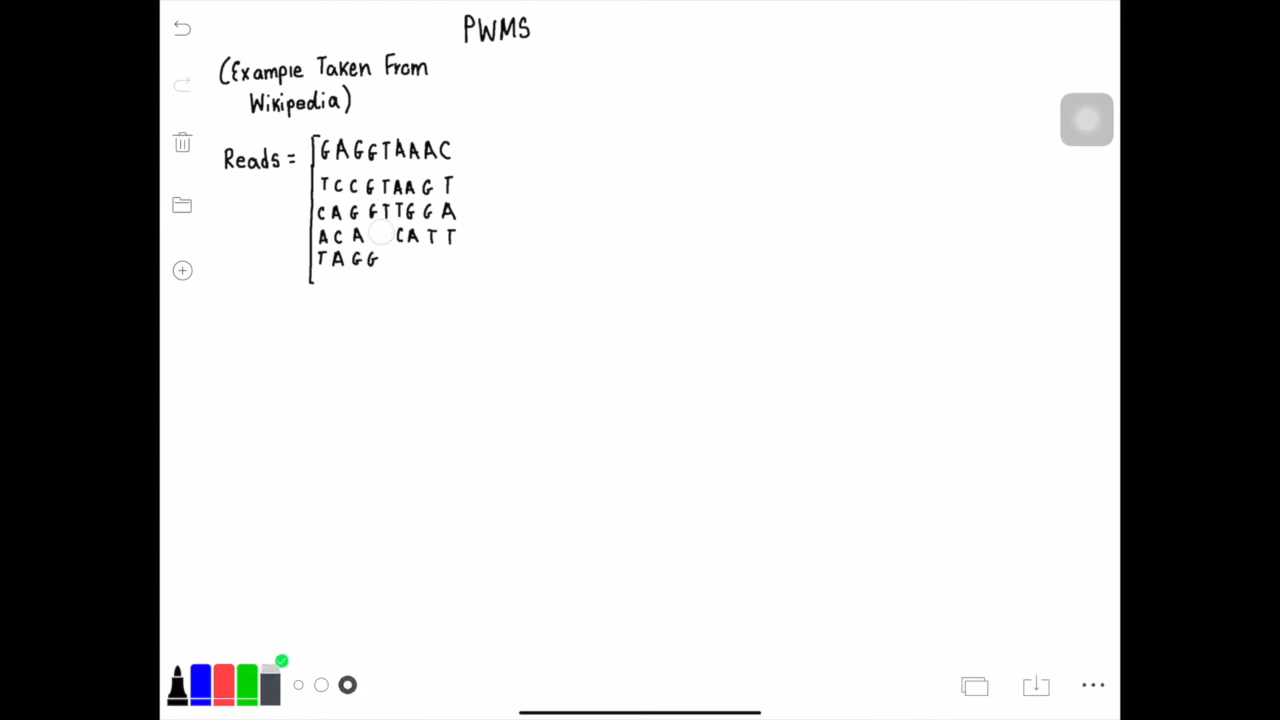 PWMS
(Example Taken From
Wikipedia)
Reads =
GAGGTAAAC
TCCGTAAGT
CAGGTTGGA
ACA CATT
TAGG